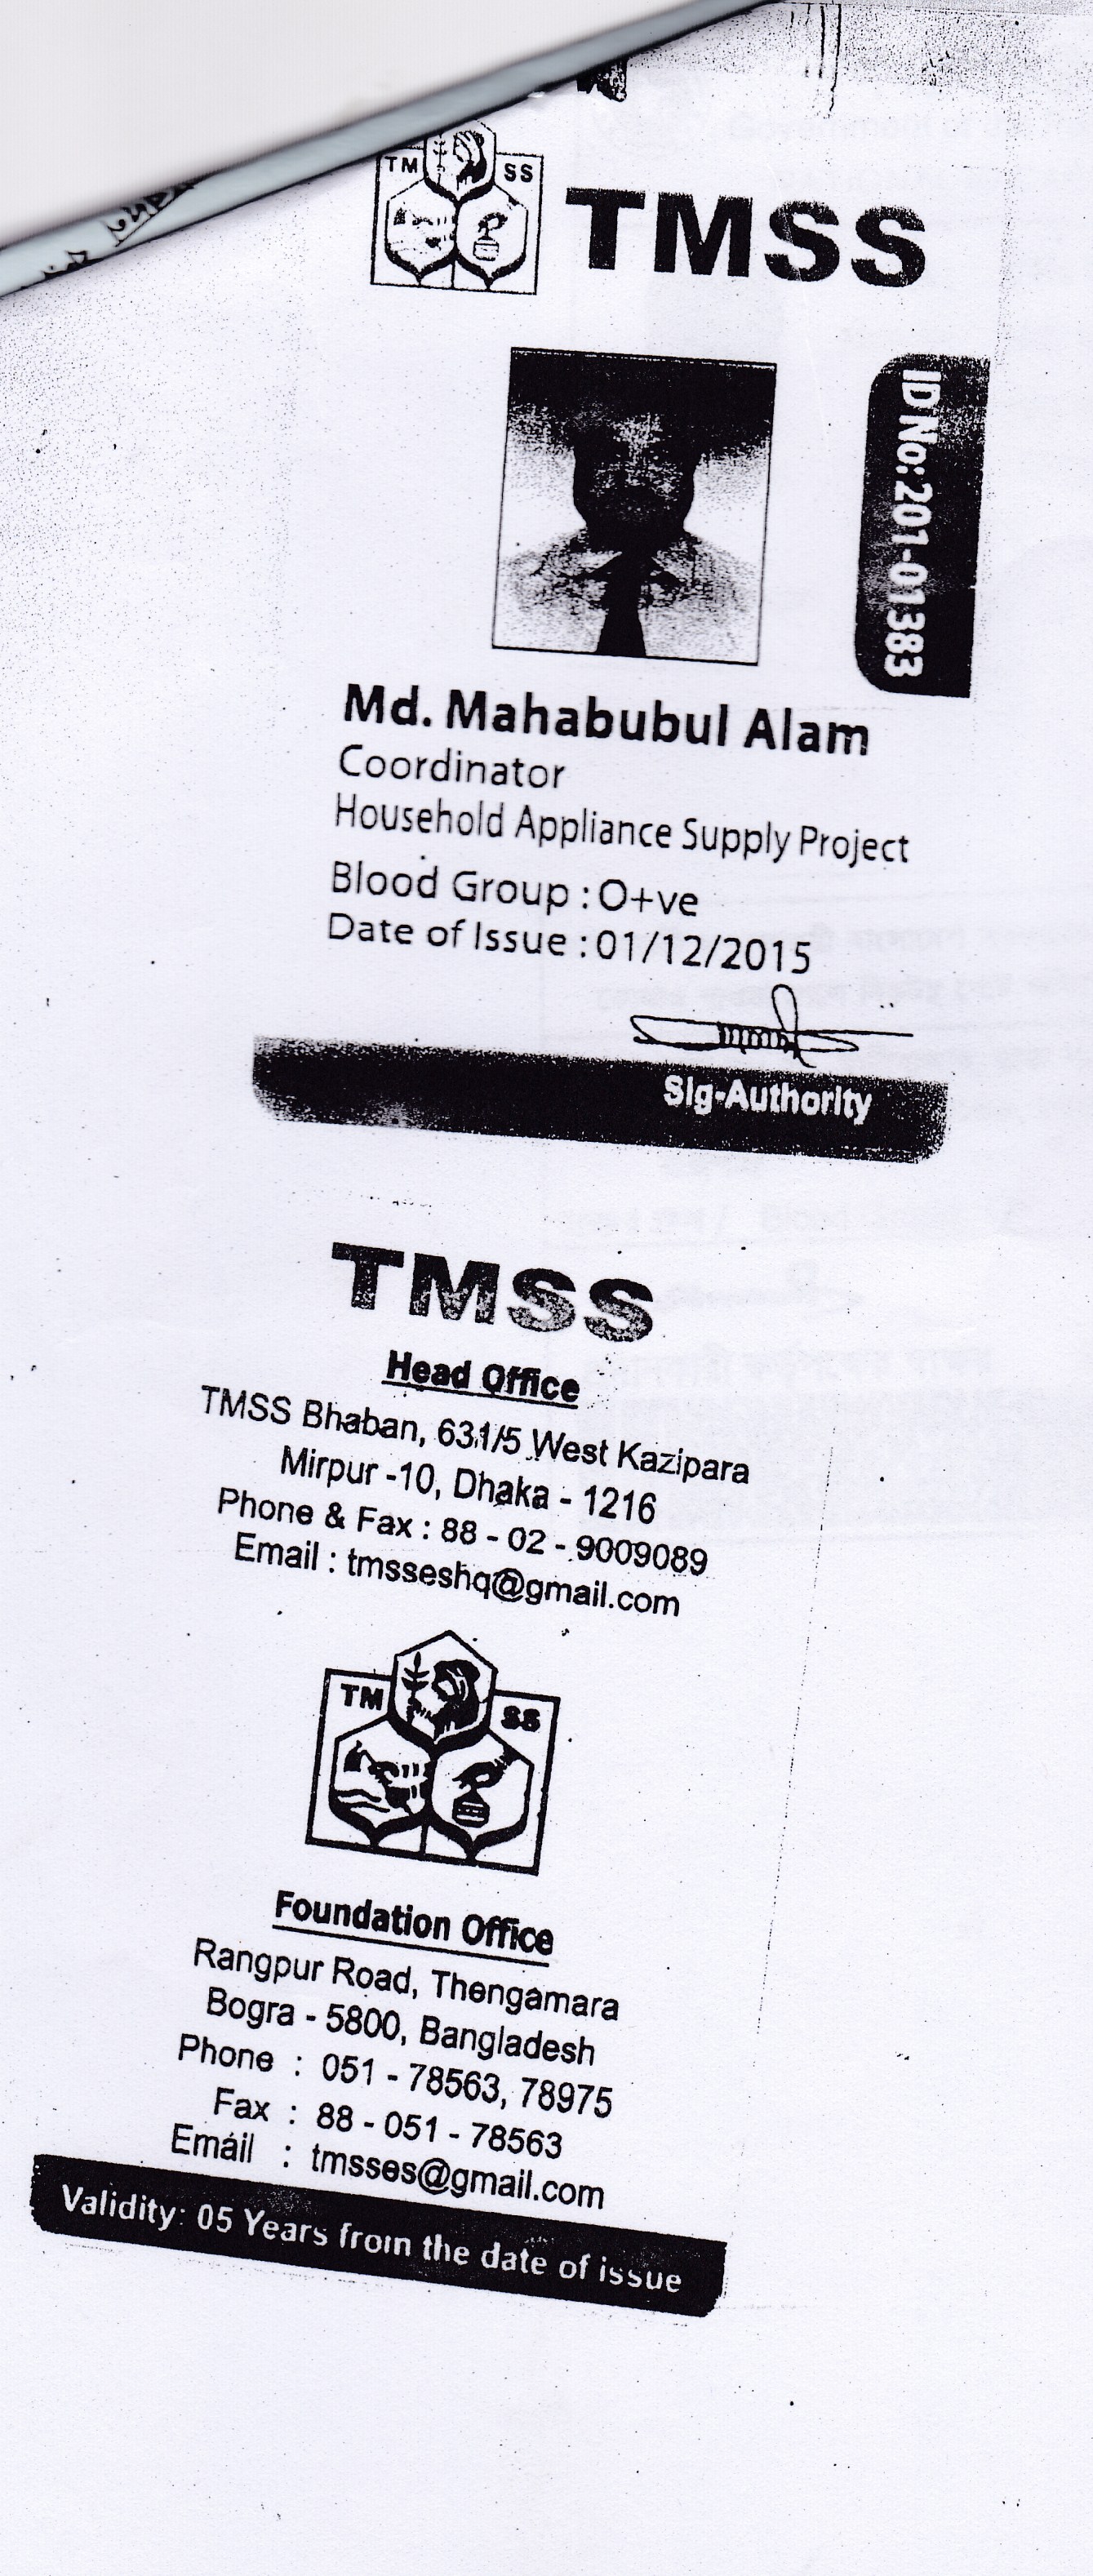 TM SS
TMSS
ID No: 201-01383
Md. Mahabubul Alam
Coordinator
Household Appliance Supply Project
Blood Group : O+ve
Date of Issue : 01/12/2015
Sig-Authority
TMSS
Head Office
TMSS Bhaban, 631/5 West Kazipara
Mirpur -10, Dhaka - 1216
Phone & Fax : 88 - 02 - 9009089
Email : tmsseshq@gmail.com
TM SS
Foundation Office
Rangpur Road, Thengamara
Bogra - 5800, Bangladesh
Phone : 051 - 78563, 78975
Fax : 88 - 051 - 78563
Email : tmsses@gmail.com
Validity: 05 Years from the date of issue